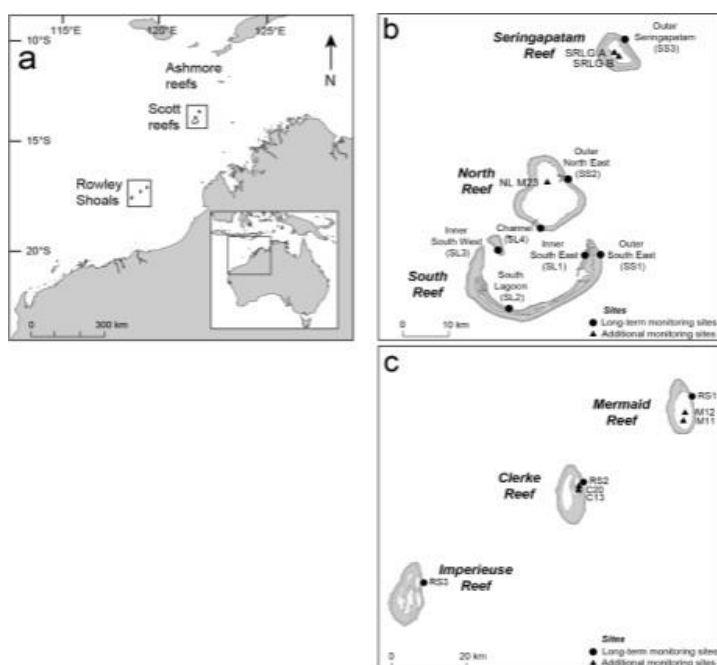 115°E
120°E
125°E
10°S
15°S
20°S
a
N
Ashmore
reefs
Scott
reefs
Rowley
Shoals
0
300 km
b
Seringapatam
Reef
Outer
Seringapatam
(SS3)
SRLG-A
SRLG-B
North
Reef
NL M23
Outer
North East
(SS2)
Channel
(SL4)
Inner
South West
(SL3)
Inner
South East
(SL1)
Outer
South East
(SS1)
South
Reef
South
Lagoon
(SL2)
0
10 km
Sites
Long-term monitoring sites
Additional monitoring sites
c
Mermaid
Reef
RS1
M12
M11
Clerke
Reef
RS2
C20
C13
Imperieuse
Reef
RS3
0
20 km
Sites
Long-term monitoring sites
Additional monitoring sites